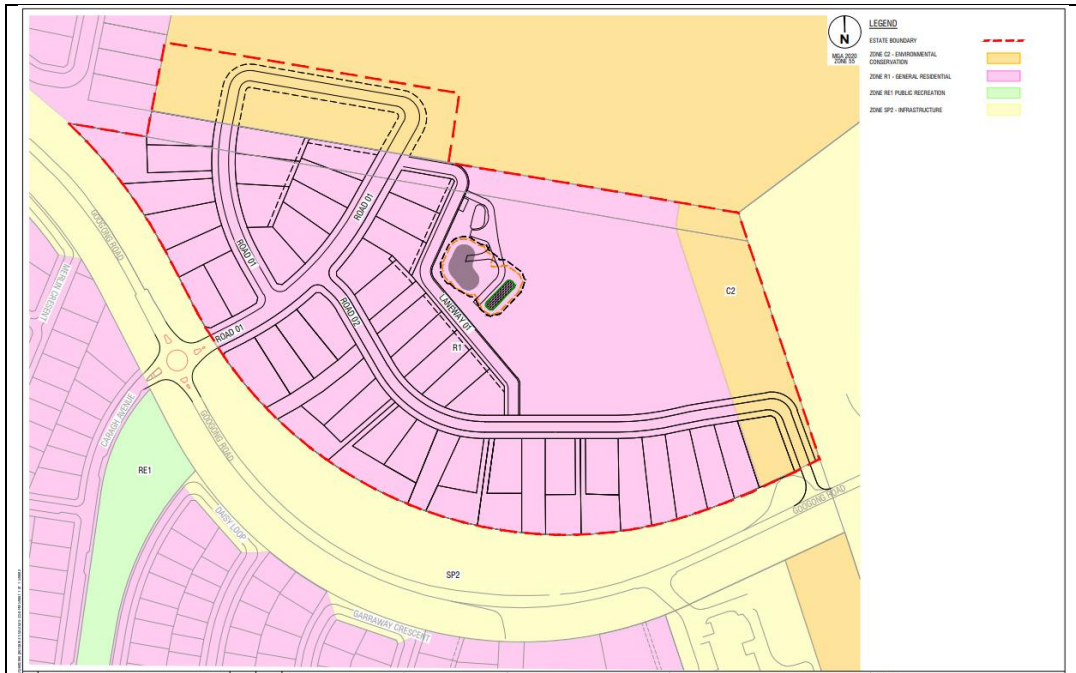 N
MGA 2020
ZONE 55
LEGEND
ESTATE BOUNDARY
ZONE C2 - ENVIRONMENTAL
CONSERVATION
ZONE R1 - GENERAL RESIDENTIAL
ZONE RE1 PUBLIC RECREATION
ZONE SP2 - INFRASTRUCTURE
GOOGONG ROAD
MERLIN CRESENT
ROAD 01
ROAD 01
ROAD 01
ROAD 02
LANEWAY 01
R1
C2
CARAGH AVENUE
GOOGONG ROAD
RE1
DAISY LOOP
SP2
GOOGONG ROAD
GARRAWAY CRESCENT